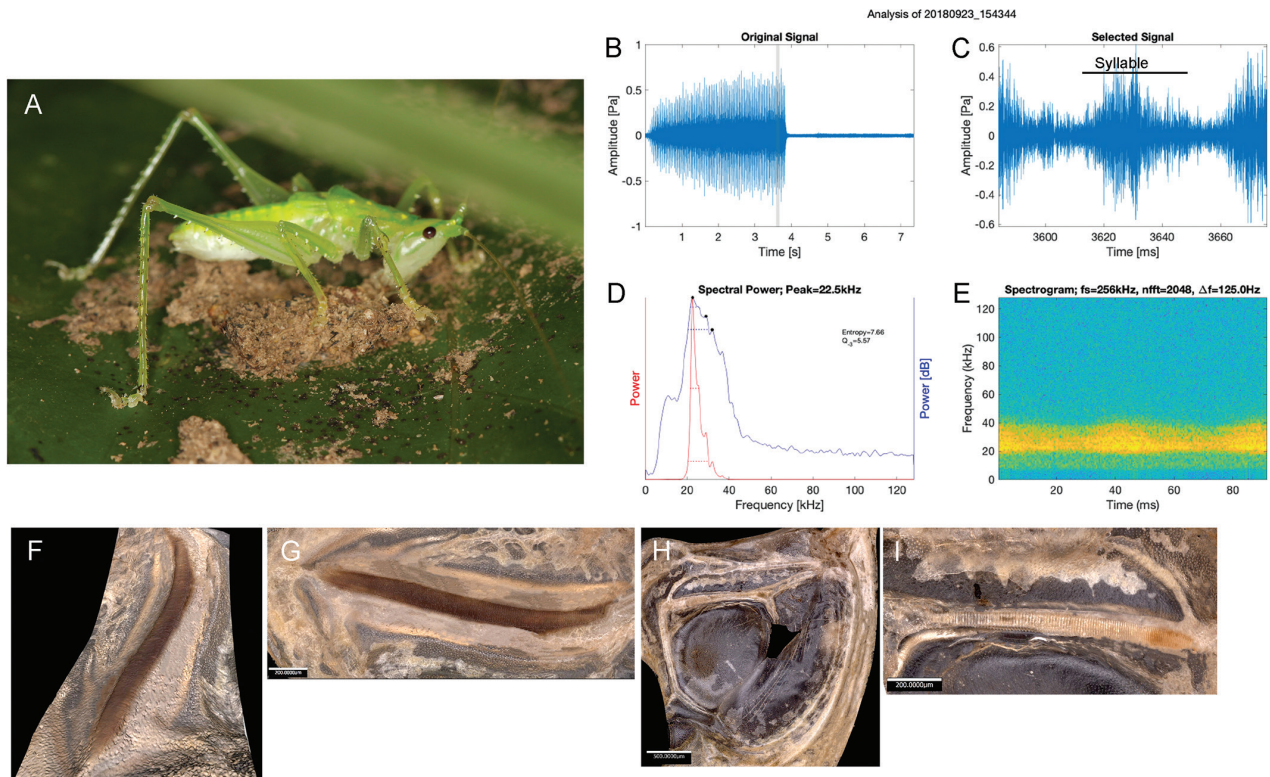 Analysis of 20180923_154344
A
B
Original Signal
Amplitude [Pa]
1
0.5
0
-0.5
-1
1 2 3 4 5 6 7
Time [s]
C
Selected Signal
Syllable
Amplitude [Pa]
0.6
0.4
0.2
0
-0.2
-0.4
-0.6
3600 3620 3640 3660
Time [ms]
D
Spectral Power; Peak=22.5kHz
Entropy=7.66
Q-3=5.57
Power
Power [dB]
0 20 40 60 80 100 120
Frequency [kHz]
E
Spectrogram; fs=256kHz, nfft=2048, Δf=125.0Hz
Frequency (kHz)
120
100
80
60
40
20
0
20 40 60 80
Time (ms)
F
G
200.0000μm
H
500.0000μm
I
200.0000μm